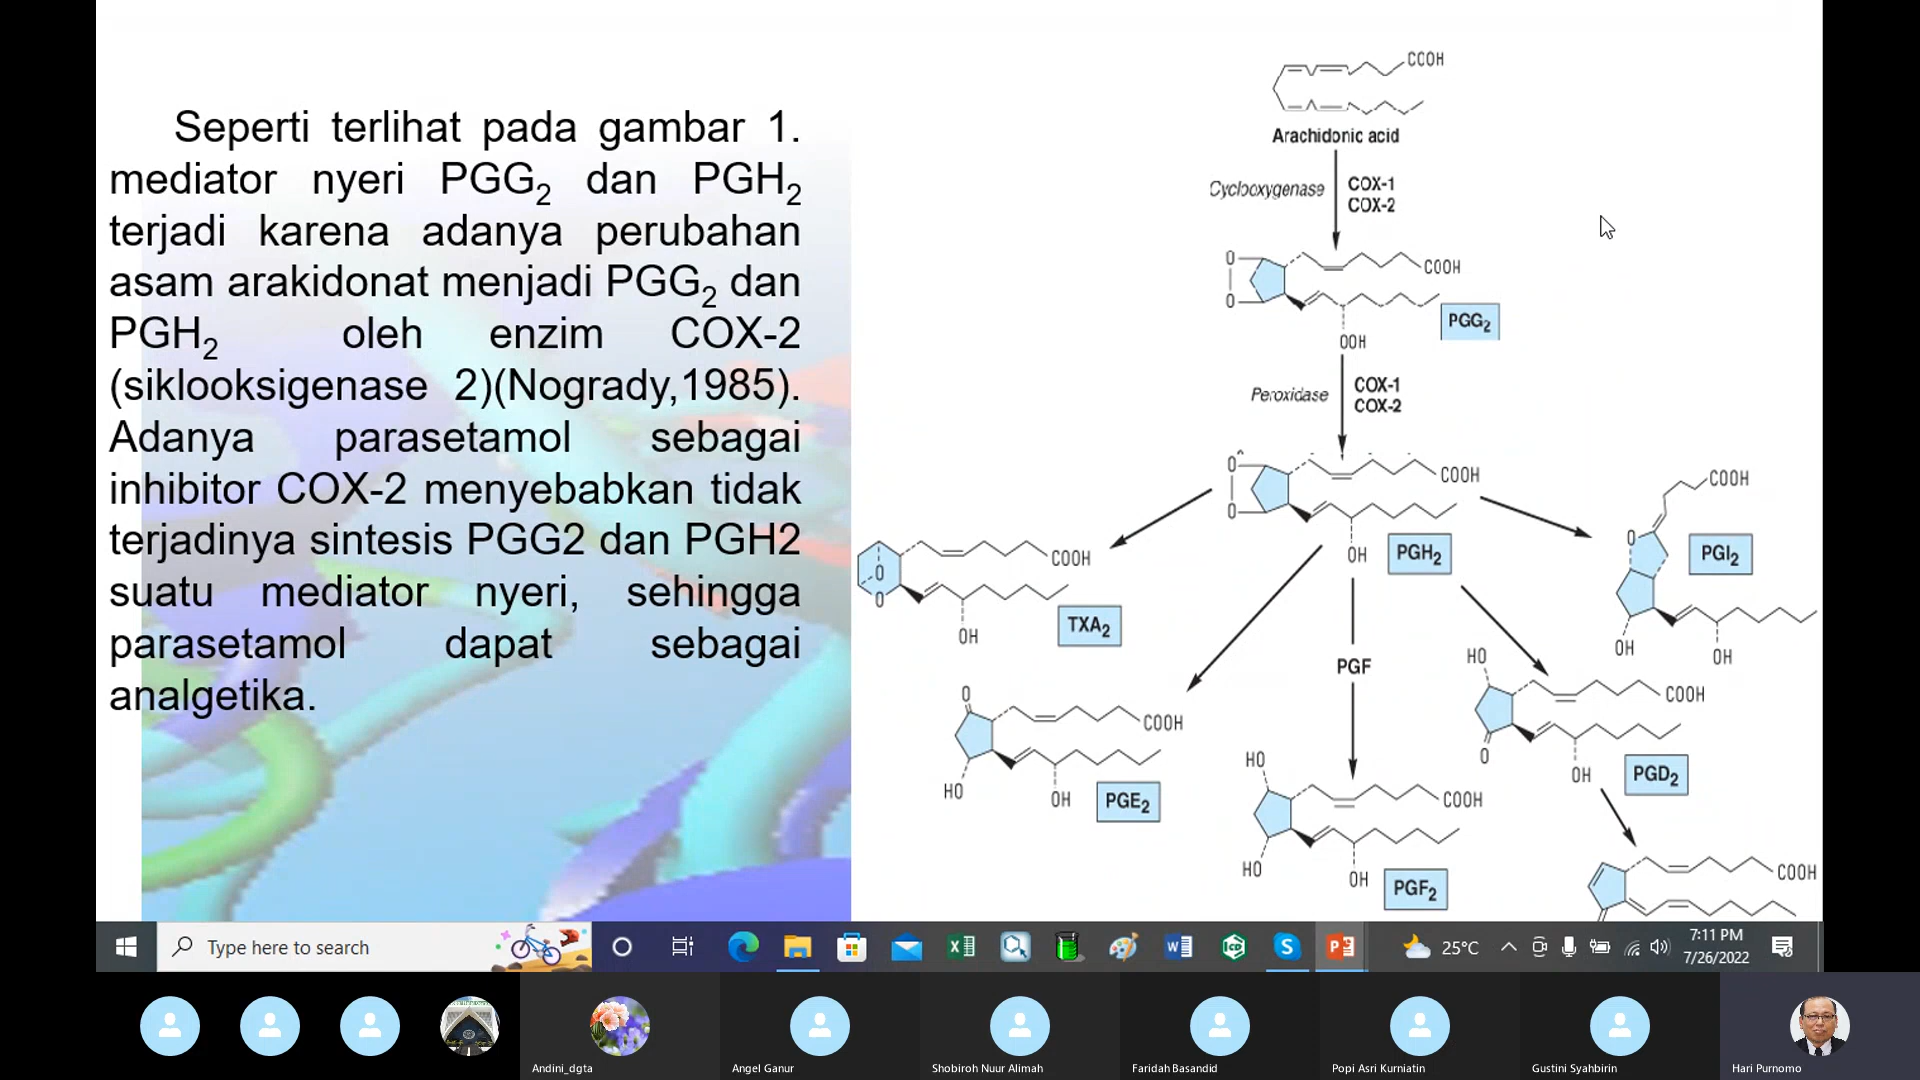 Seperti terlihat pada gambar 1.
mediator nyeri PGG2 dan PGH2
terjadi karena adanya perubahan
asam arakidonat menjadi PGG2 dan
PGH2 oleh enzim COX-2
(siklooksigenase 2)(Nogrady,1985).
Adanya parasetamol sebagai
inhibitor COX-2 menyebabkan tidak
terjadinya sintesis PGG2 dan PGH2
suatu mediator nyeri, sehingga
parasetamol dapat sebagai
analgetika.
COOH
Arachidonic acid
Cyclooxygenase
COX-1
COX-2
O
O
COOH
PGG2
OOH
Peroxidase
COX-1
COX-2
O
O
COOH
OH
PGH2
COOH
O
PGI2
OH
OH
O
O
COOH
OH
TXA2
PGF
HO
COOH
O
OH
PGD2
O
COOH
HO
OH
PGE2
HO
COOH
HO
OH
PGF2
COOH
Type here to search
25°C
7:11 PM
7/26/2022
Andini_dgta
Angel Ganur
Shobiroh Nuur Alimah
Faridah Basandid
Popi Asri Kurniatin
Gustini Syahbirin
Hari Purnomo